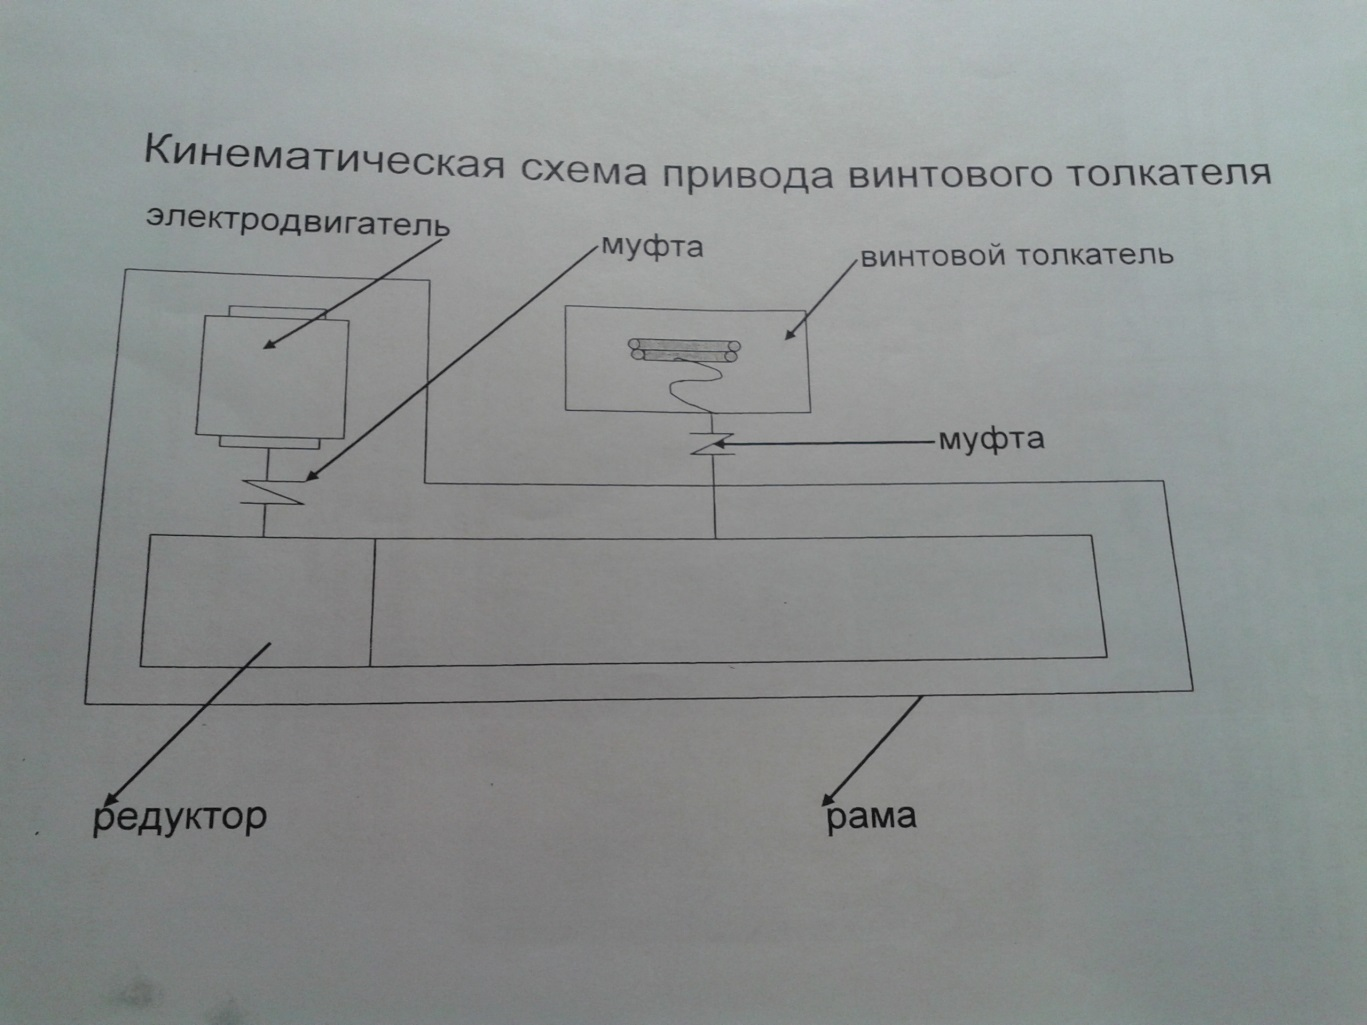 Кинематическая схема привода винтового толкателя
электродвигатель
муфта
винтовой толкатель
муфта
редуктор
рама